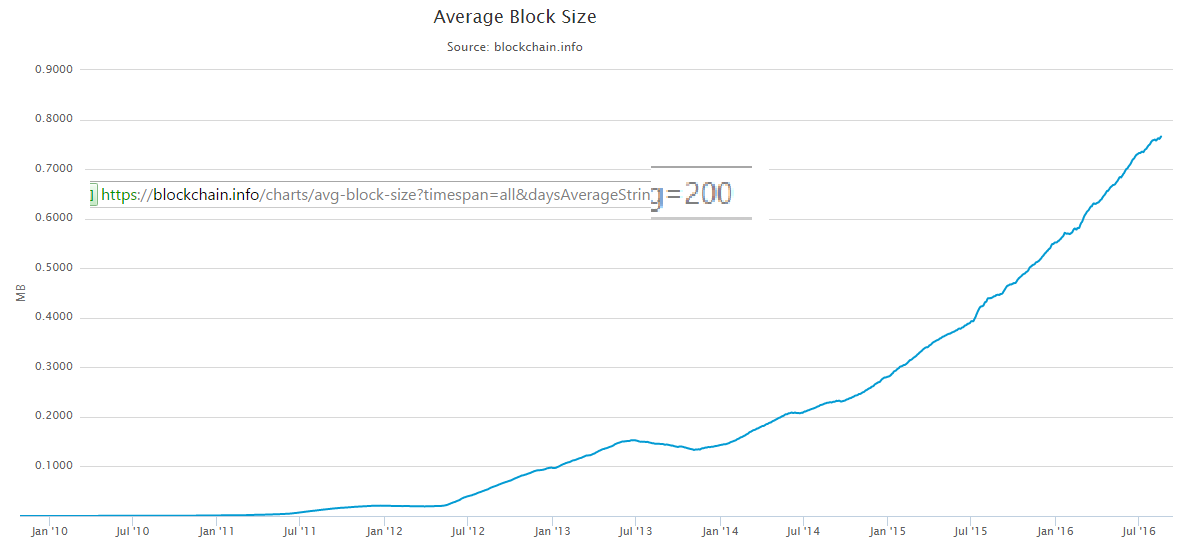 Average Block Size
Source: blockchain.info
0.9000
0.8000
0.7000
https://blockchain.info/charts/avg-block-size?timespan=all&daysAverageString=200
0.6000
0.5000
MB
0.4000
0.3000
0.2000
0.1000
Jan '10 Jul '10 Jan '11 Jul '11 Jan '12 Jul '12 Jan '13 Jul '13 Jan '14 Jul '14 Jan '15 Jul '15 Jan '16 Jul '16